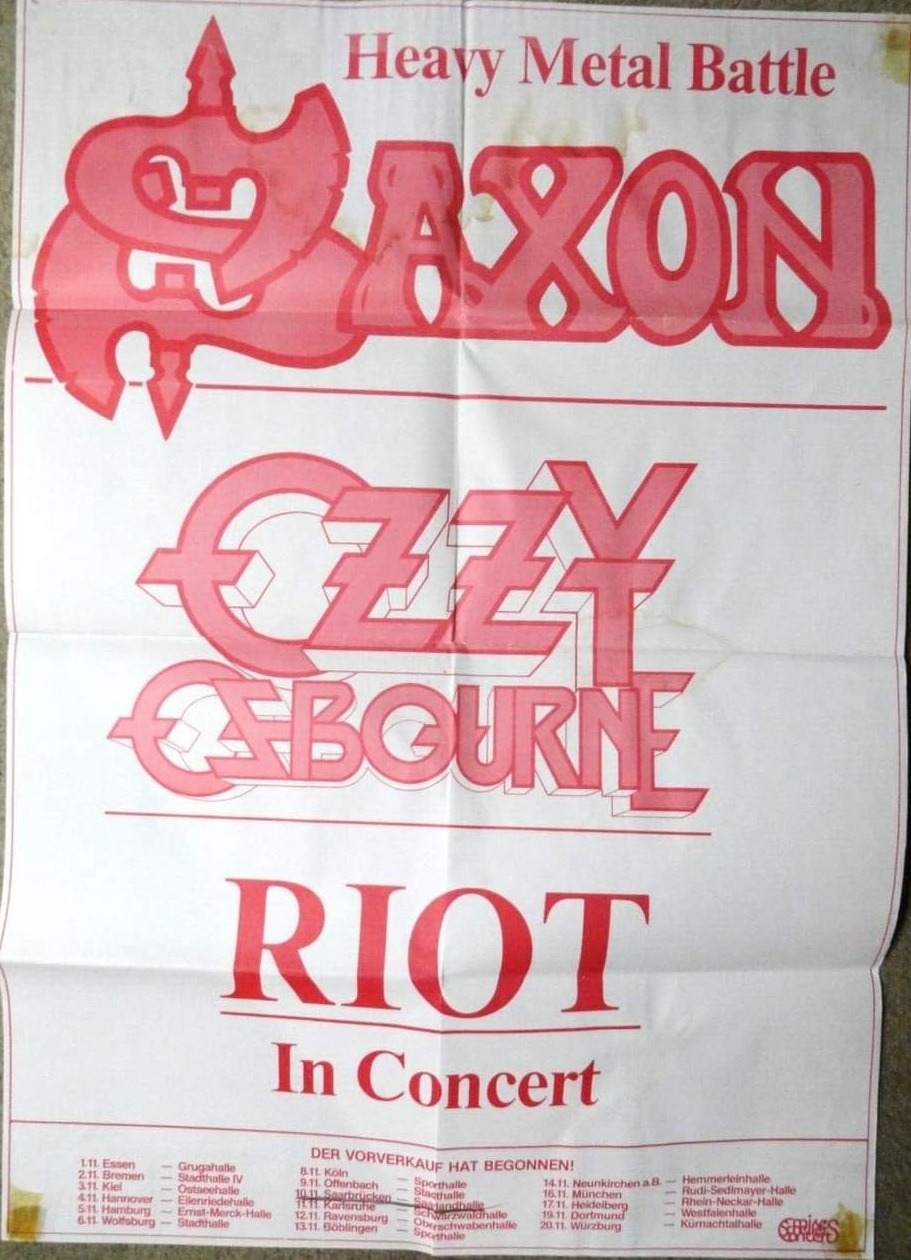 Heavy Metal Battle
SAXON
OZZY
OSBOURNE
RIOT
In Concert
DER VORVERKAUF HAT BEGONNEN!
1.11. Essen — Grugahalle
2.11. Bremen — Stadthalle IV
3.11. Kiel — Ostseehalle
4.11. Hannover — Eilenriedehalle
5.11. Hamburg — Ernst-Merck-Halle
6.11. Wolfsburg — Stadthalle
8.11. Köln — Sporthalle
9.11. Offenbach — Stadthalle
10.11. Saarbrücken — Saarlandhalle
11.11. Karlsruhe — Schwarzwaldhalle
12.11. Ravensburg — Oberschwabenhalle
13.11. Böblingen — Sporthalle
14.11. Neunkirchen a.B. — Hemmerleinhalle
16.11. München — Rudi-Sedlmayer-Halle
17.11. Heidelberg — Rhein-Neckar-Halle
19.11. Dortmund — Westfalenhalle
20.11. Würzburg — Kürnachtalhalle
Concerts